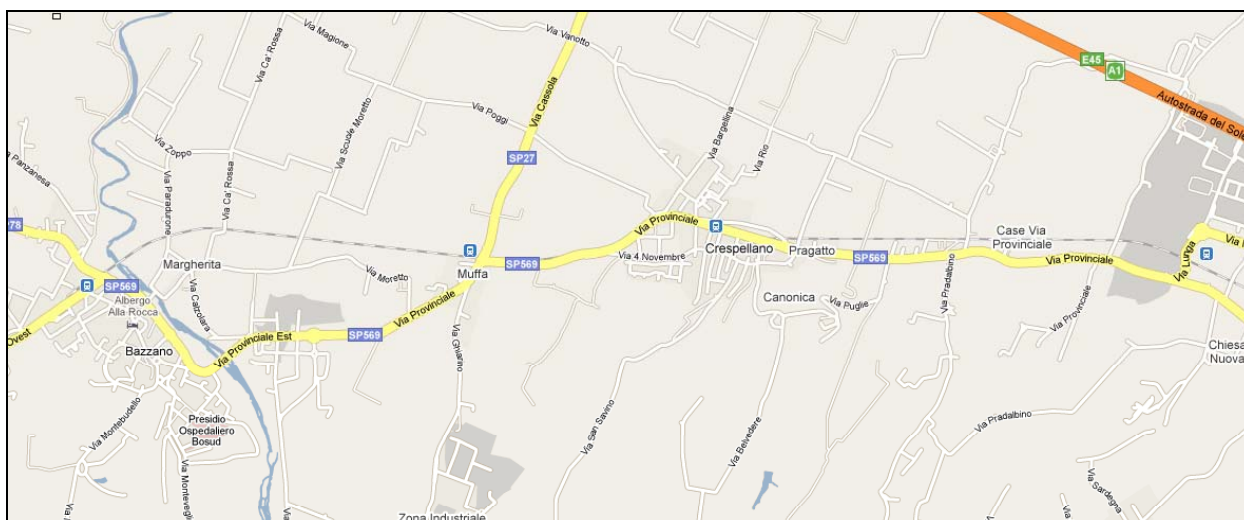 Via Magione
Via Ca' Rossa
Via Vanotto
Via Cassola
E45
A1
Autostrada del Sole
Via Poggi
Via Scuole Moretto
Via Bargellina
Via Zoppo
Via Rio
SP27
Panzanesa
Via Paradurone
Via Ca' Rossa
P78
Via Provinciale
Case Via
Provinciale
Crespellano
Pragatto
Via 4 Novembre
SP569
SP569
Via Provinciale
Via Lunga
Margherita
Muffa
Via Moretto
SP569
Albergo
Alla Rocca
Via Calzolara
Canonica
Via Puglie
Via Pradalbino
Via Provinciale
Via Provinciale
Ovest
Via Provinciale Est
SP569
Via Ghiarino
Bazzano
Chiesa
Nuova
Presidio
Ospedaliero
Bosud
Via Montebudello
Via San Savino
Via Belvedere
Via Pradalbino
Via Sardegna
Via Monteveglio
Zona Industriale